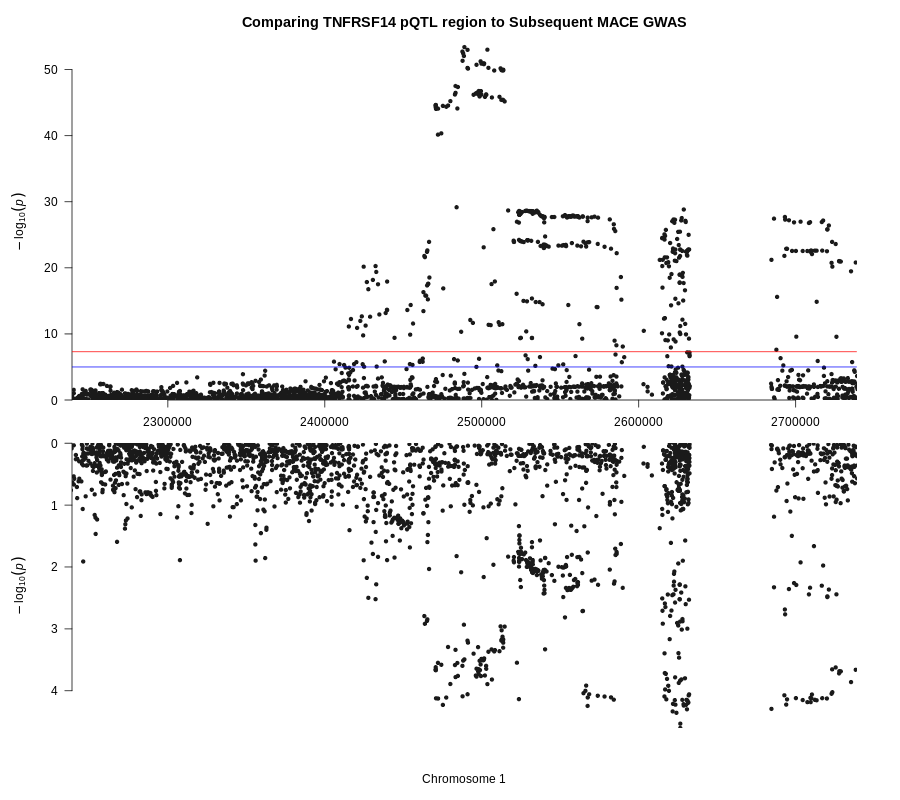 Comparing TNFRSF14 pQTL region to Subsequent MACE GWAS
50
40
30
20
10
0
− log10(p)
2300000 2400000 2500000 2600000 2700000
0
1
2
3
4
− log10(p)
Chromosome 1